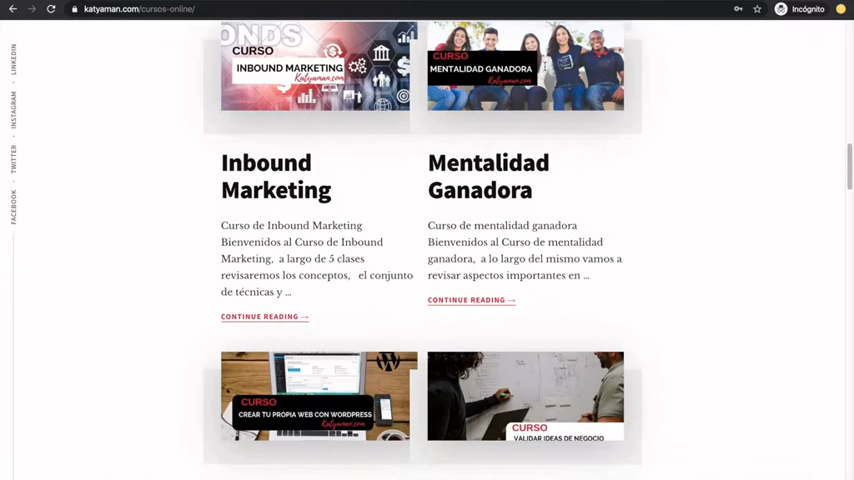 katyaman.com/cursos-online/
Incógnito
LINKEDIN
INSTAGRAM
TWITTER
FACEBOOK
ONDS
CURSO
INBOUND MARKETING
Katyaman.com
CURSO
MENTALIDAD GANADORA
Katyaman.com
Inbound
Marketing
Curso de Inbound Marketing
Bienvenidos al Curso de Inbound
Marketing, a largo de 5 clases
revisaremos los conceptos, el conjunto
de técnicas y ...
CONTINUE READING →
Mentalidad
Ganadora
Curso de mentalidad ganadora
Bienvenidos al Curso de mentalidad
ganadora, a lo largo del mismo vamos a
revisar aspectos importantes en ...
CONTINUE READING →
CURSO
CREAR TU PROPIA WEB CON WORDPRESS
Katyaman.com
CURSO
VALIDAR IDEAS DE NEGOCIO